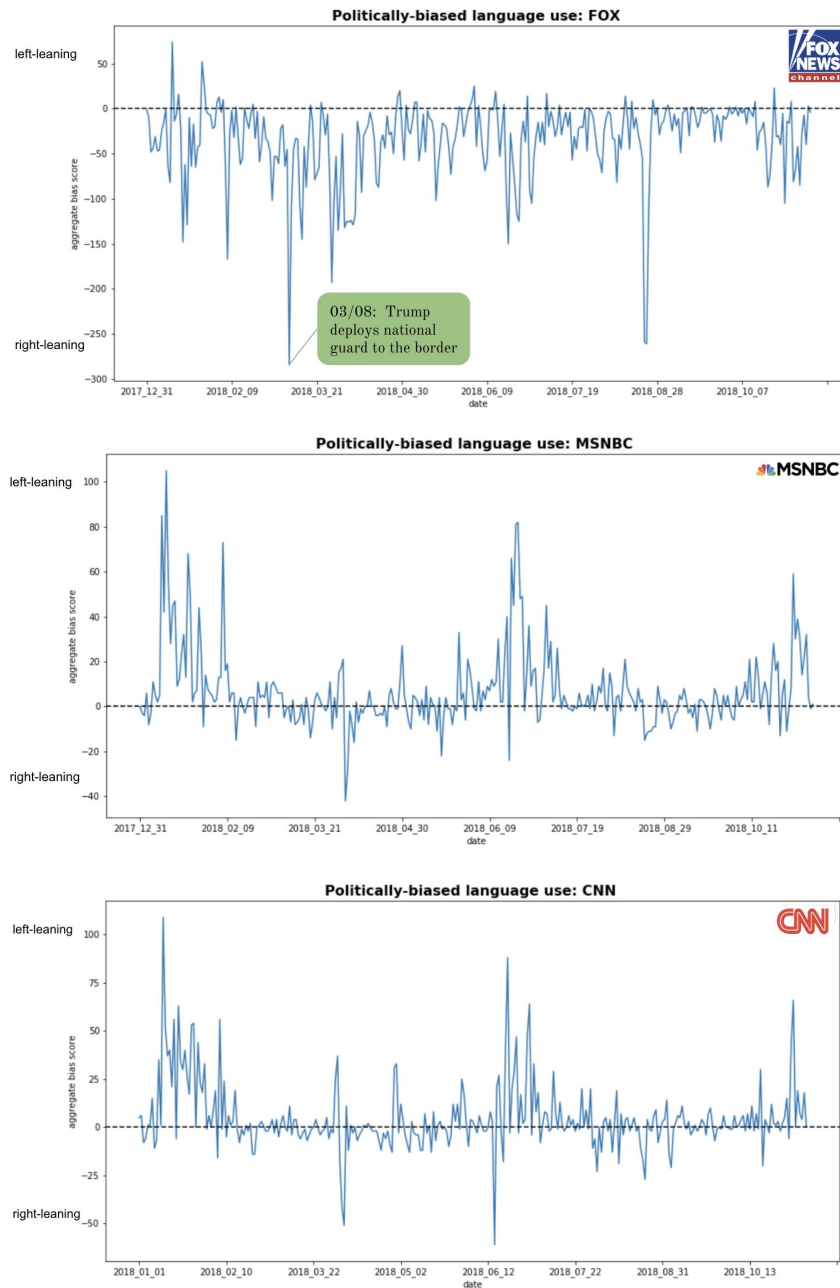 Politically-biased language use: FOX
left-leaning
FOX
NEWS
channel
50
0
−50
−100
−150
−200
−250
−300
aggregate bias score
03/08: Trump
deploys national
guard to the border
right-leaning
2017_12_31 2018_02_09 2018_03_21 2018_04_30 2018_06_09 2018_07_19 2018_08_28 2018_10_07
date
Politically-biased language use: MSNBC
left-leaning
MSNBC
100
80
60
40
20
0
−20
−40
aggregate bias score
right-leaning
2017_12_31 2018_02_09 2018_03_21 2018_04_30 2018_06_09 2018_07_19 2018_08_29 2018_10_11
date
Politically-biased language use: CNN
left-leaning
CNN
100
75
50
25
0
−25
−50
aggregate bias score
right-leaning
2018_01_01 2018_02_10 2018_03_22 2018_05_02 2018_06_12 2018_07_22 2018_08_31 2018_10_13
date